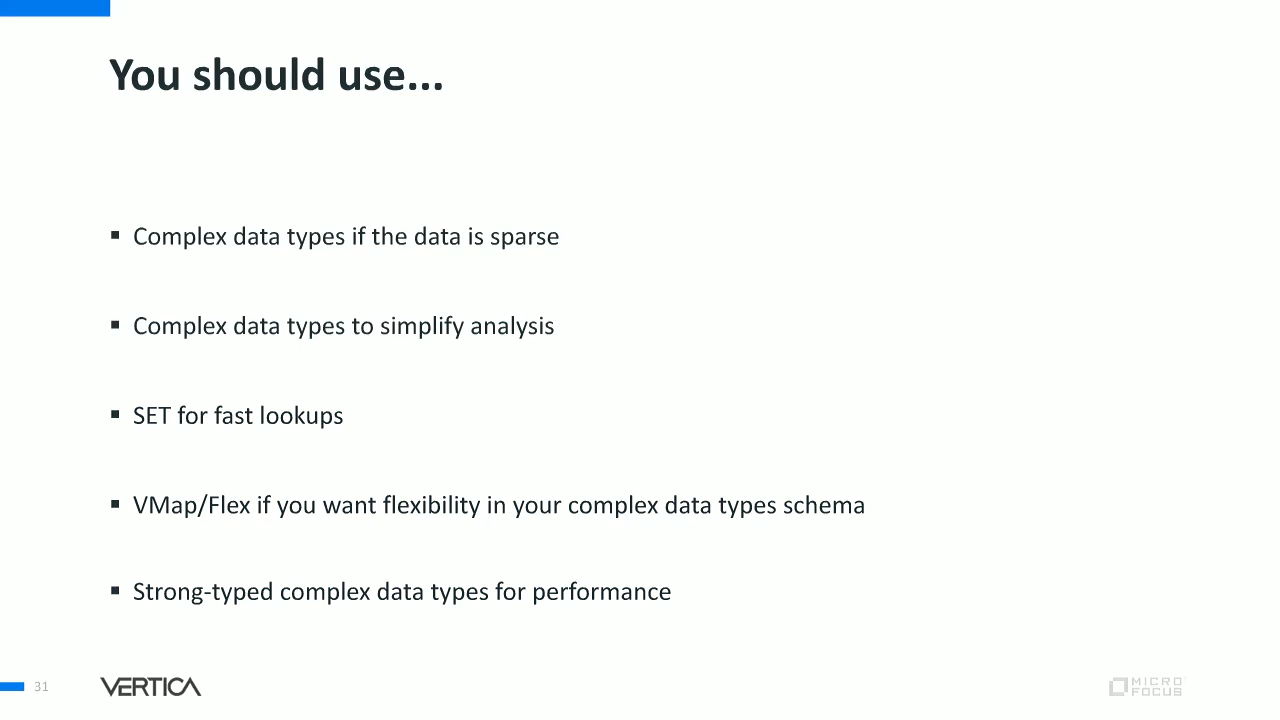 You should use...
▪ Complex data types if the data is sparse
▪ Complex data types to simplify analysis
▪ SET for fast lookups
▪ VMap/Flex if you want flexibility in your complex data types schema
▪ Strong-typed complex data types for performance
31
VERTICA
MICRO
FOCUS